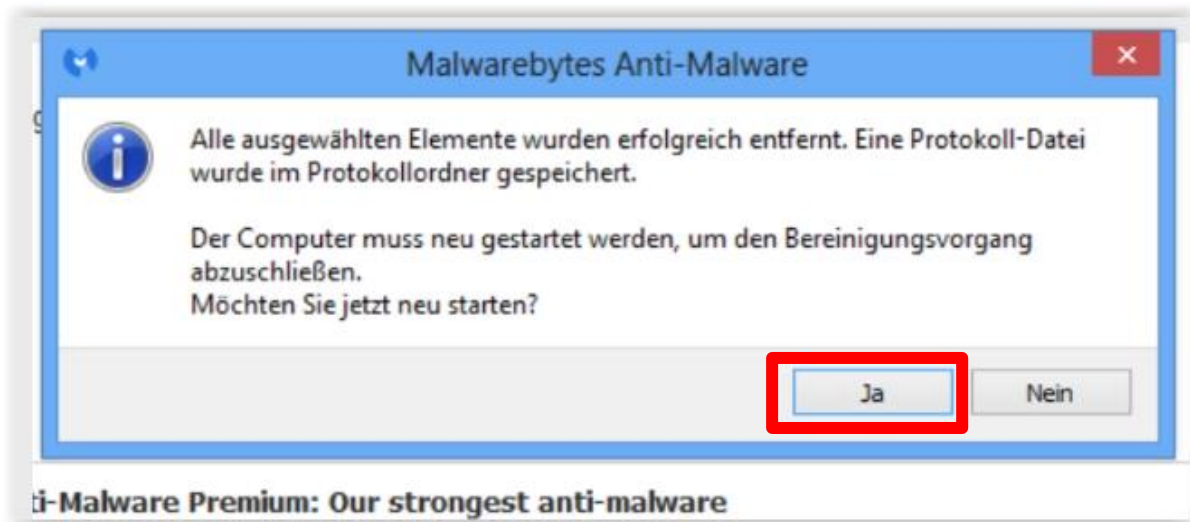 Malwarebytes Anti-Malware
Alle ausgewählten Elemente wurden erfolgreich entfernt. Eine Protokoll-Datei
wurde im Protokollordner gespeichert.
Der Computer muss neu gestartet werden, um den Bereinigungsvorgang
abzuschließen.
Möchten Sie jetzt neu starten?
Ja Nein
ti-Malware Premium: Our strongest anti-malware